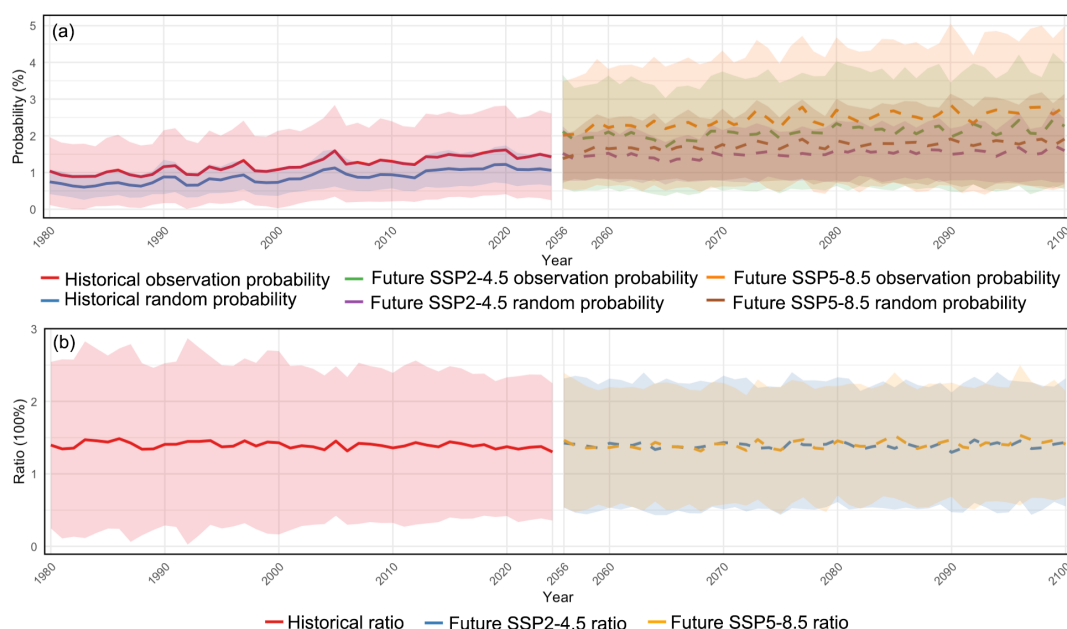 (a)
Probability (%)
5
4
3
2
1
0
1980
1990
2000
2010
2020
2056
2060
2070
2080
2090
2100
Year
Historical observation probability
Future SSP2-4.5 observation probability
Future SSP5-8.5 observation probability
Historical random probability
Future SSP2-4.5 random probability
Future SSP5-8.5 random probability
(b)
Ratio (100%)
3
2
1
0
1980
1990
2000
2010
2020
2056
2060
2070
2080
2090
2100
Year
Historical ratio
Future SSP2-4.5 ratio
Future SSP5-8.5 ratio